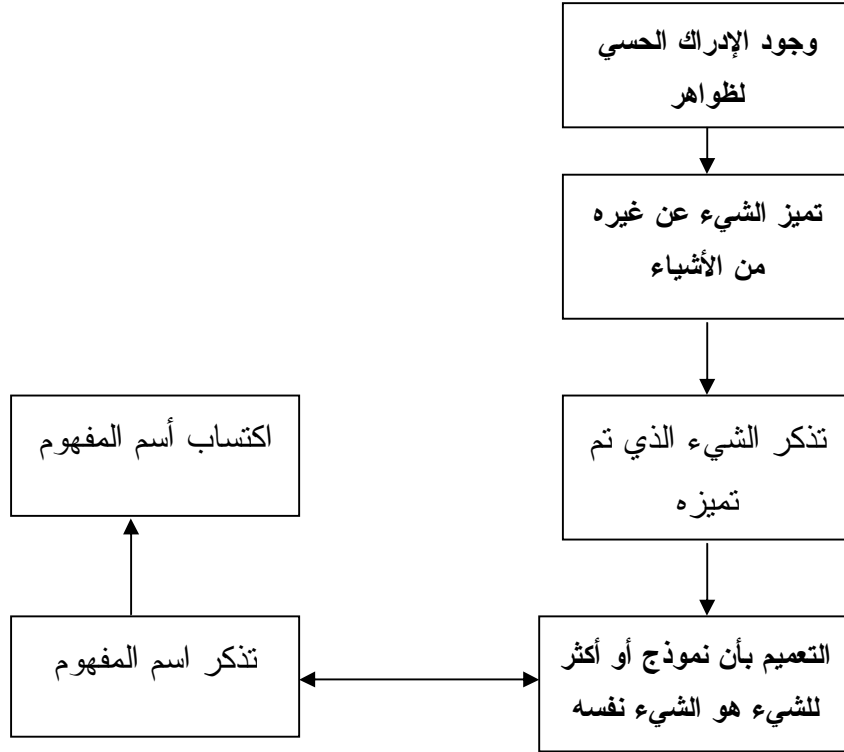 وجود الإدراك الحسي
لظواهر
تميز الشيء عن غيره
من الأشياء
تذكر الشيء الذي تم
تميزه
التعميم بأن نموذج أو أكثر
للشيء هو الشيء نفسه
تذكر اسم المفهوم
اكتساب أسم المفهوم